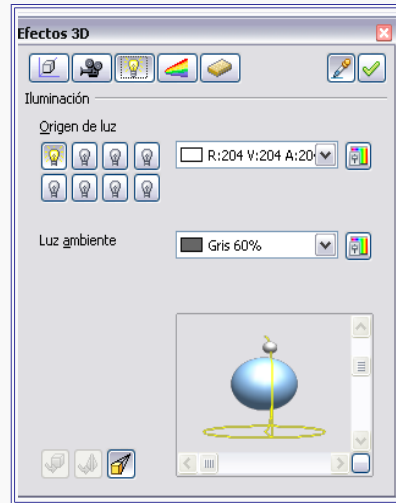 Efectos 3D
Iluminación
Origen de luz
R:204 V:204 A:20
Luz ambiente
Gris 60%